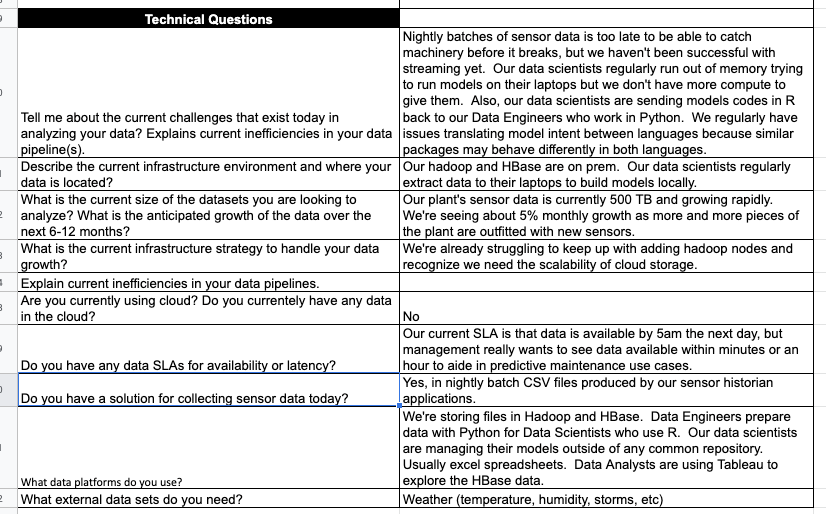 Technical Questions
Tell me about the current challenges that exist today in
analyzing your data? Explains current inefficiencies in your data
pipeline(s).
Nightly batches of sensor data is too late to be able to catch
machinery before it breaks, but we haven't been successful with
streaming yet.  Our data scientists regularly run out of memory trying
to run models on their laptops but we don't have more compute to
give them.  Also, our data scientists are sending models codes in R
back to our Data Engineers who work in Python.  We regularly have
issues translating model intent between languages because similar
packages may behave differently in both languages.
Describe the current infrastructure environment and where your
data is located?
Our hadoop and HBase are on prem.  Our data scientists regularly
extract data to their laptops to build models locally.
What is the current size of the datasets you are looking to
analyze? What is the anticipated growth of the data over the
next 6-12 months?
Our plant's sensor data is currently 500 TB and growing rapidly.
We're seeing about 5% monthly growth as more and more pieces of
the plant are outfitted with new sensors.
What is the current infrastructure strategy to handle your data
growth?
We're already struggling to keep up with adding hadoop nodes and
recognize we need the scalability of cloud storage.
Explain current inefficiencies in your data pipelines.
Are you currently using cloud? Do you currentely have any data
in the cloud?
No
Do you have any data SLAs for availability or latency?
Our current SLA is that data is available by 5am the next day, but
management really wants to see data available within minutes or an
hour to aide in predictive maintenance use cases.
Do you have a solution for collecting sensor data today?
Yes, in nightly batch CSV files produced by our sensor historian
applications.
What data platforms do you use?
We're storing files in Hadoop and HBase.  Data Engineers prepare
data with Python for Data Scientists who use R.  Our data scientists
are managing their models outside of any common repository.
Usually excel spreadsheets.  Data Analysts are using Tableau to
explore the HBase data.
What external data sets do you need?
Weather (temperature, humidity, storms, etc)